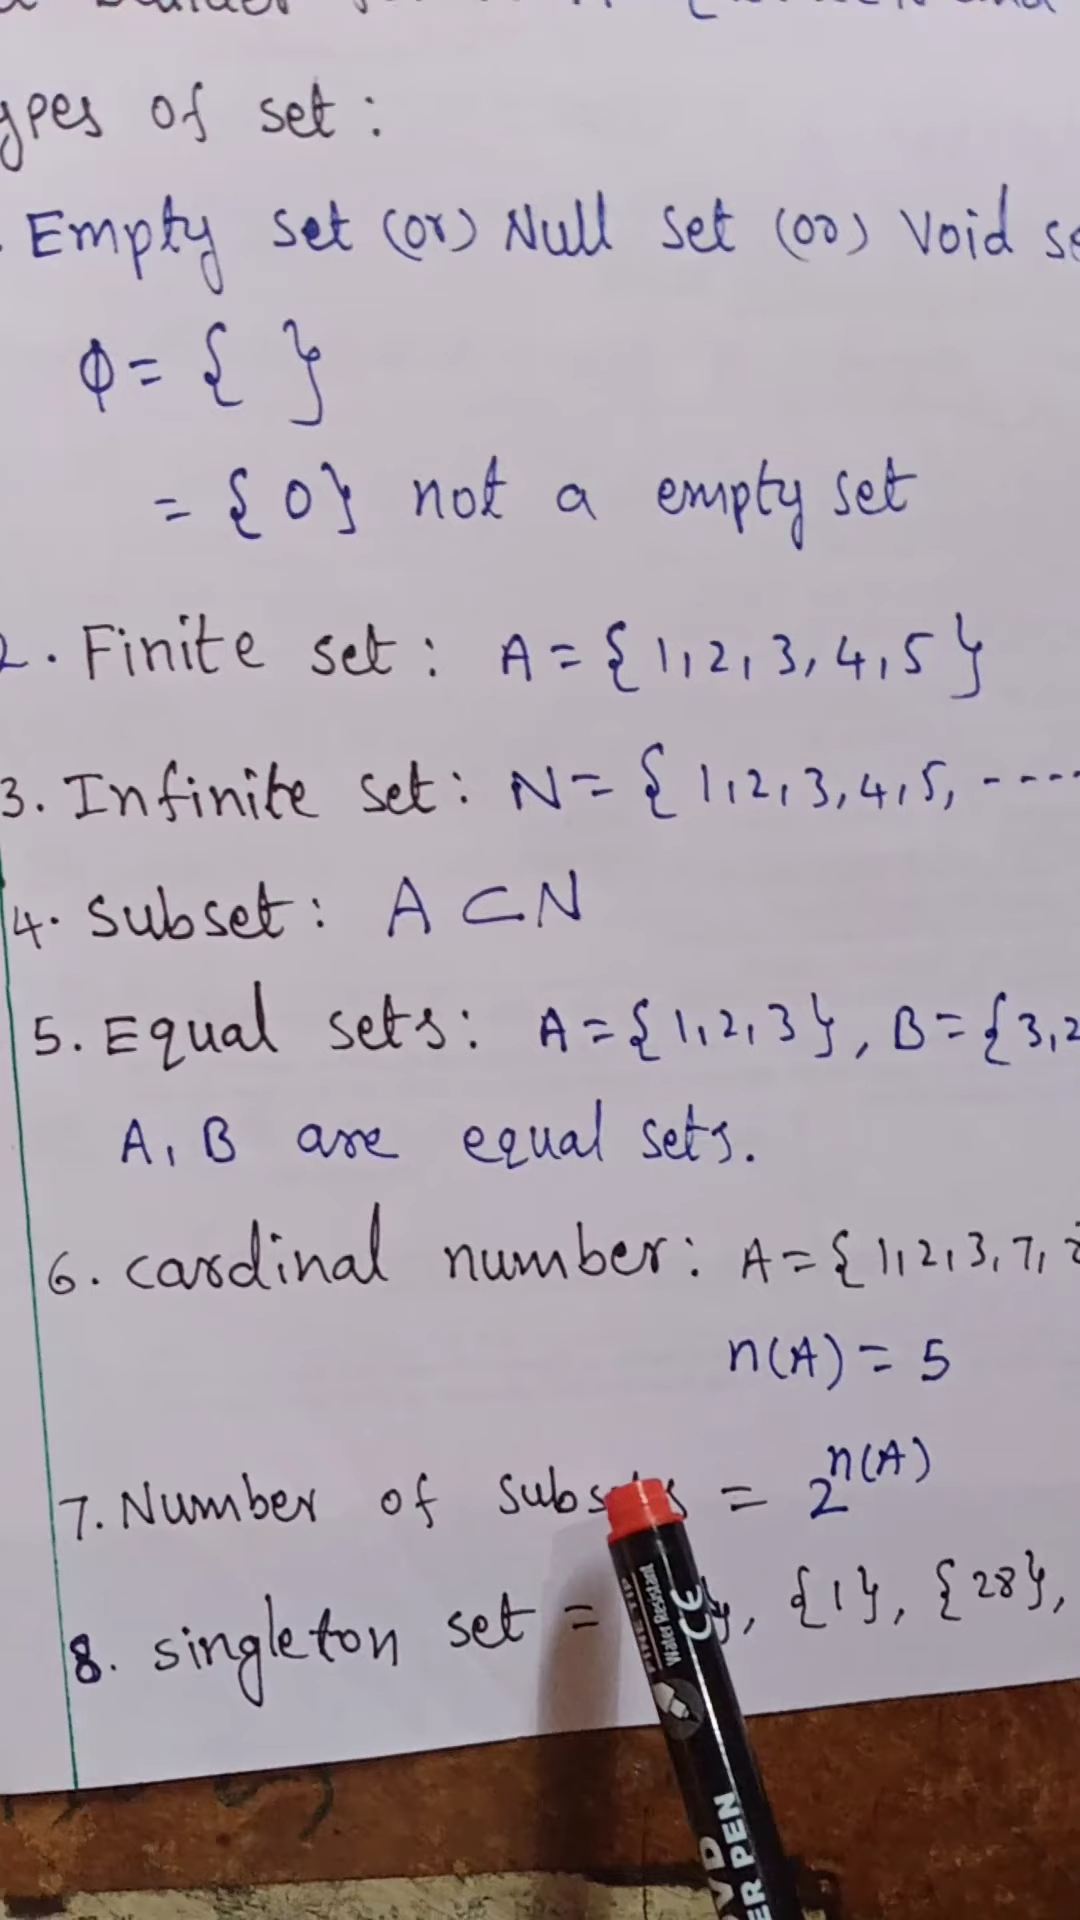 ypes of set :
Empty set (or) Null set (or) Void se
Φ = { }
= { 0 } not a empty set
2. Finite set : A = { 1, 2, 3, 4, 5 }
3. Infinite set : N = { 1, 2, 3, 4, 5, ----
4. Subset : A ⊂ N
5. Equal sets : A = { 1, 2, 3 }, B = { 3, 2
A, B are equal sets.
6. cardinal number : A = { 1, 2, 3, 7,
n(A) = 5
7. Number of = 2^n(A)
8. singleton set = }, {1}, {28},
CE
Water Resistant
ER PEN